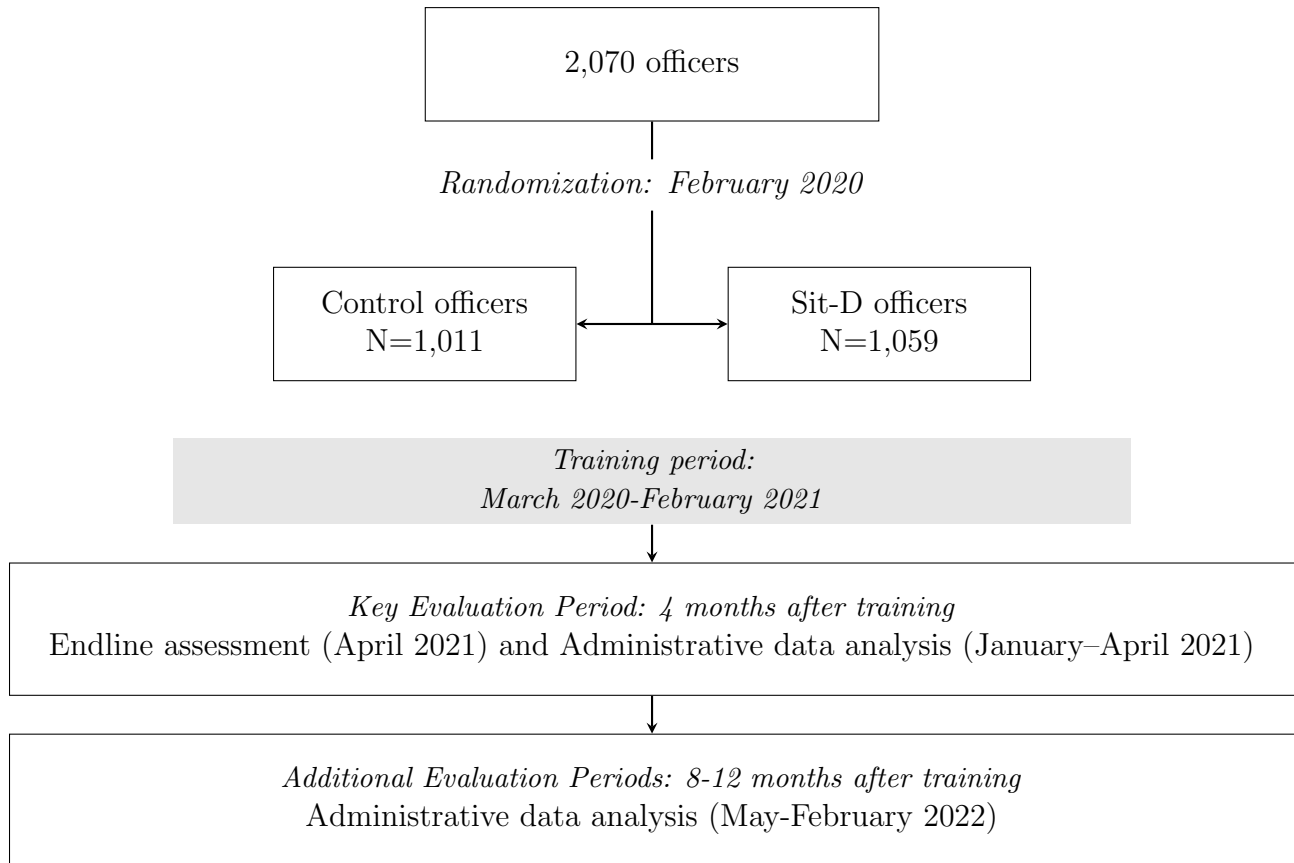 2,070 officers
Randomization: February 2020
Control officers
N=1,011
Sit-D officers
N=1,059
Training period:
March 2020-February 2021
Key Evaluation Period: 4 months after training
Endline assessment (April 2021) and Administrative data analysis (January–April 2021)
Additional Evaluation Periods: 8-12 months after training
Administrative data analysis (May-February 2022)